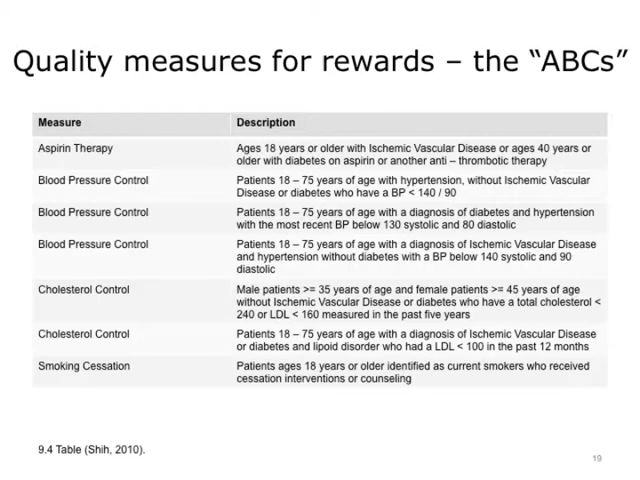 Quality measures for rewards – the “ABCs”
Measure Description
Aspirin Therapy Ages 18 years or older with Ischemic Vascular Disease or ages 40 years or
older with diabetes on aspirin or another anti – thrombotic therapy
Blood Pressure Control Patients 18 – 75 years of age with hypertension, without Ischemic Vascular
Disease or diabetes who have a BP < 140 / 90
Blood Pressure Control Patients 18 – 75 years of age with a diagnosis of diabetes and hypertension
with the most recent BP below 130 systolic and 80 diastolic
Blood Pressure Control Patients 18 – 75 years of age with a diagnosis of Ischemic Vascular Disease
and hypertension without diabetes with a BP below 140 systolic and 90
diastolic
Cholesterol Control Male patients >= 35 years of age and female patients >= 45 years of age
without Ischemic Vascular Disease or diabetes who have a total cholesterol <
240 or LDL < 160 measured in the past five years
Cholesterol Control Patients 18 – 75 years of age with a diagnosis of Ischemic Vascular Disease
or diabetes and lipoid disorder who had a LDL < 100 in the past 12 months
Smoking Cessation Patients ages 18 years or older identified as current smokers who received
cessation interventions or counseling
9.4 Table (Shih, 2010).
19